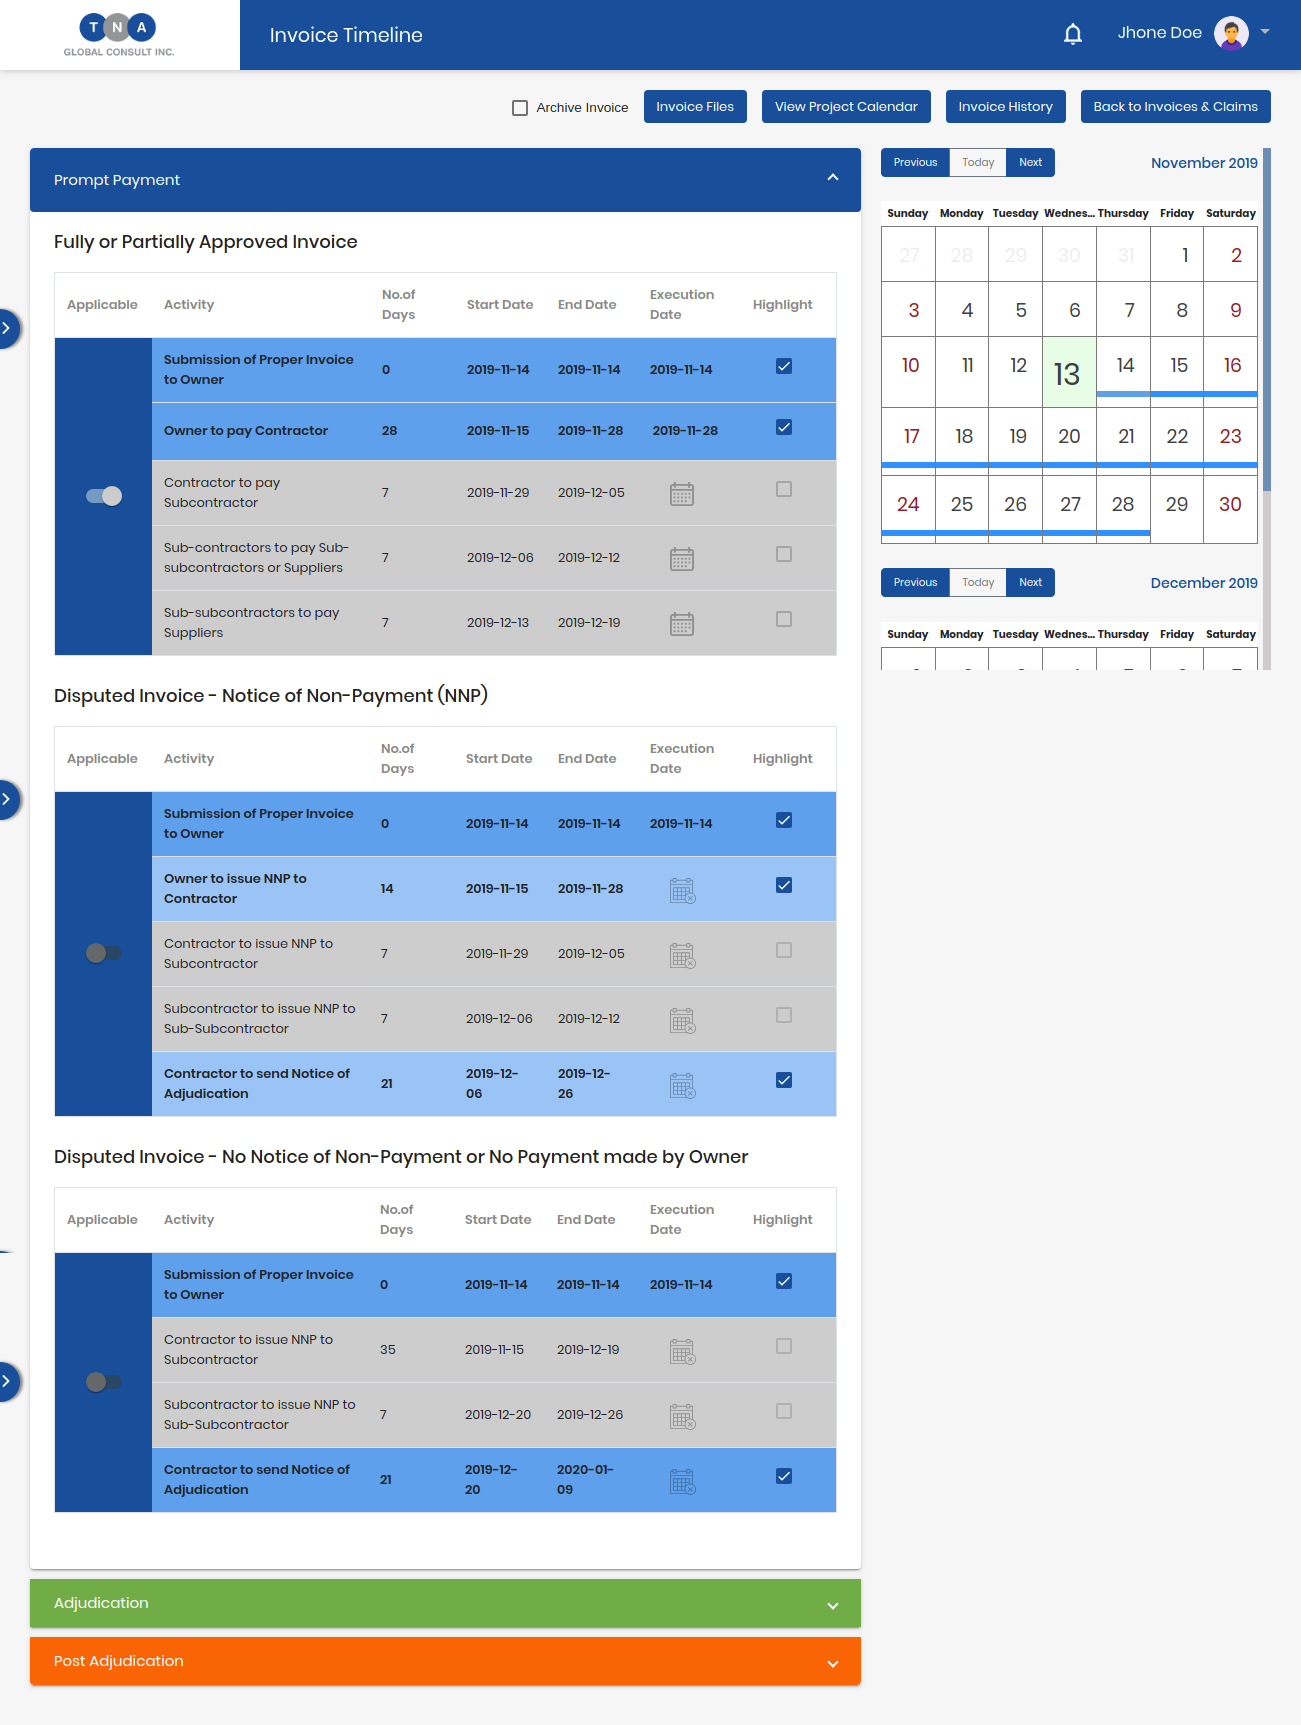 TNA
GLOBAL CONSULT INC.
Invoice Timeline
Jhone Doe
Archive Invoice
Invoice Files
View Project Calendar
Invoice History
Back to Invoices & Claims
Prompt Payment
Fully or Partially Approved Invoice
Applicable Activity No.of Days Start Date End Date Execution Date Highlight
Submission of Proper Invoice to Owner 0 2019-11-14 2019-11-14 2019-11-14
Owner to pay Contractor 28 2019-11-15 2019-11-28 2019-11-28
Contractor to pay Subcontractor 7 2019-11-29 2019-12-05
Sub-contractors to pay Sub-subcontractors or Suppliers 7 2019-12-06 2019-12-12
Sub-subcontractors to pay Suppliers 7 2019-12-13 2019-12-19
Disputed Invoice - Notice of Non-Payment (NNP)
Applicable Activity No.of Days Start Date End Date Execution Date Highlight
Submission of Proper Invoice to Owner 0 2019-11-14 2019-11-14 2019-11-14
Owner to issue NNP to Contractor 14 2019-11-15 2019-11-28
Contractor to issue NNP to Subcontractor 7 2019-11-29 2019-12-05
Subcontractor to issue NNP to Sub-Subcontractor 7 2019-12-06 2019-12-12
Contractor to send Notice of Adjudication 21 2019-12-06 2019-12-26
Disputed Invoice - No Notice of Non-Payment or No Payment made by Owner
Applicable Activity No.of Days Start Date End Date Execution Date Highlight
Submission of Proper Invoice to Owner 0 2019-11-14 2019-11-14 2019-11-14
Contractor to issue NNP to Subcontractor 35 2019-11-15 2019-12-19
Subcontractor to issue NNP to Sub-Subcontractor 7 2019-12-20 2019-12-26
Contractor to send Notice of Adjudication 21 2019-12-20 2020-01-09
Adjudication
Post Adjudication
Previous Today Next November 2019
Sunday Monday Tuesday Wednes... Thursday Friday Saturday
27 28 29 30 31 1 2
3 4 5 6 7 8 9
10 11 12 13 14 15 16
17 18 19 20 21 22 23
24 25 26 27 28 29 30
Previous Today Next December 2019
Sunday Monday Tuesday Wednes... Thursday Friday Saturday